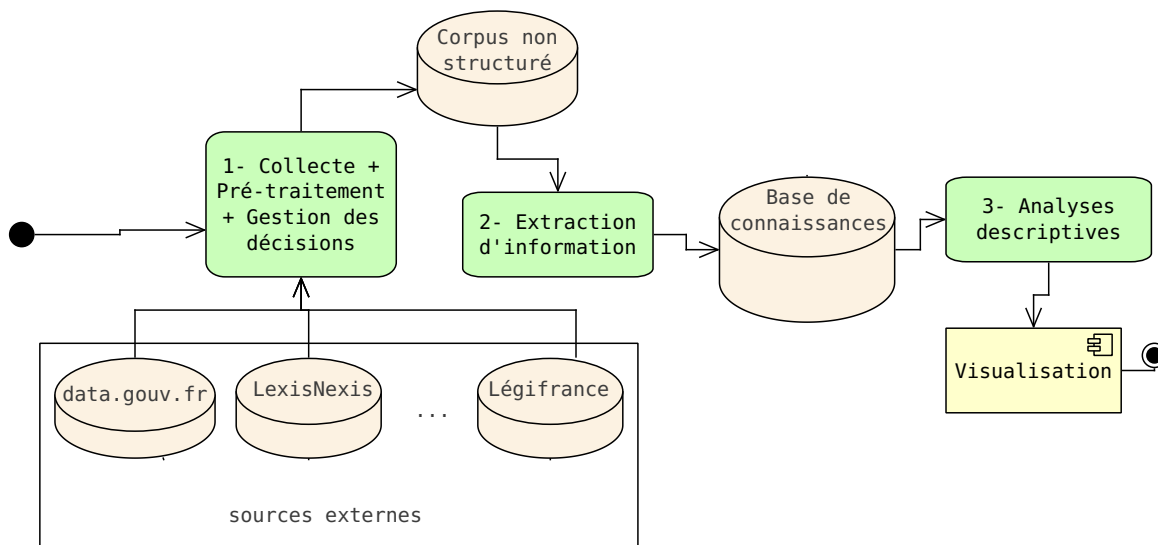 Corpus non
structuré
1- Collecte +
Pré-traitement
+ Gestion des
décisions
2- Extraction
d'information
Base de
connaissances
3- Analyses
descriptives
Visualisation
data.gouv.fr
LexisNexis
...
Légifrance
sources externes